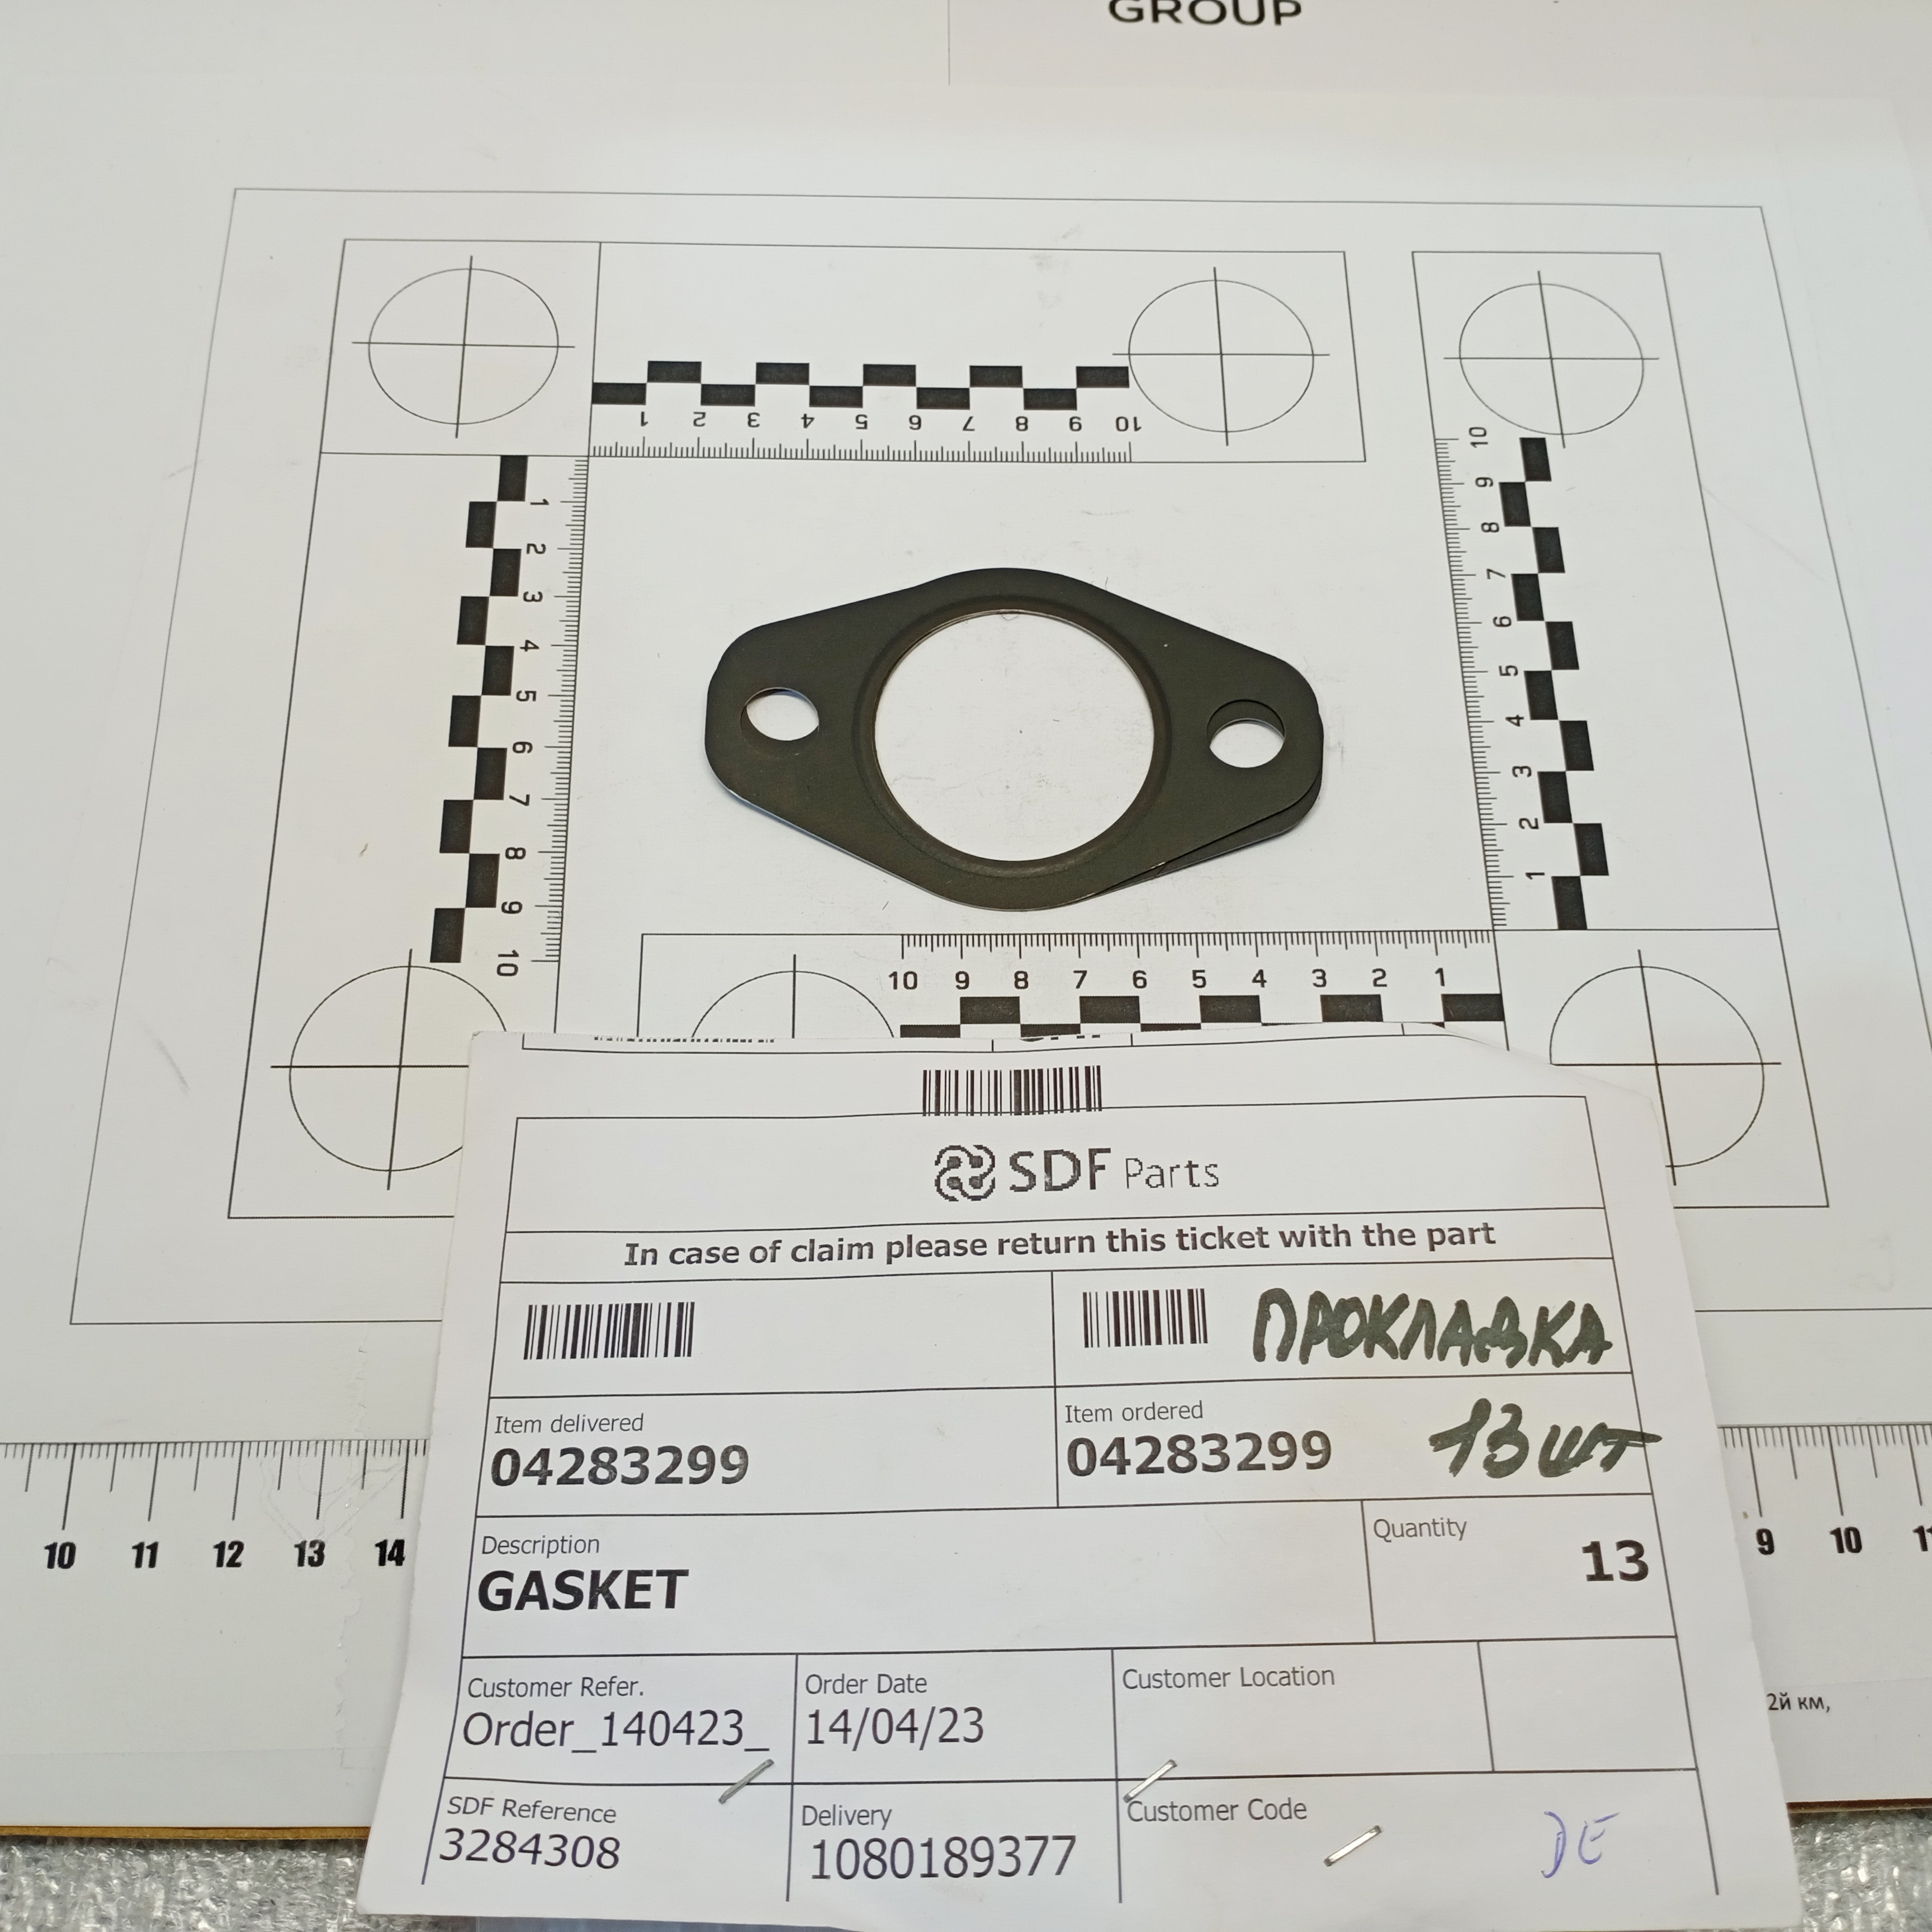 GROUP
1 2 3 4 5 6 7 8 9 10
1
2
3
4
5
6
7
8
9
10
10
9
8
7
6
5
4
3
2
1
10 9 8 7 6 5 4 3 2 1
SDF Parts
In case of claim please return this ticket with the part
ПРОКЛАДКА
Item delivered
04283299
Item ordered
04283299
13 шт
Description
GASKET
Quantity
13
10 11 12 13 14
9 10
Customer Refer.
Order_140423_
Order Date
14/04/23
Customer Location
2й км,
SDF Reference
3284308
Delivery
1080189377
Customer Code
DE